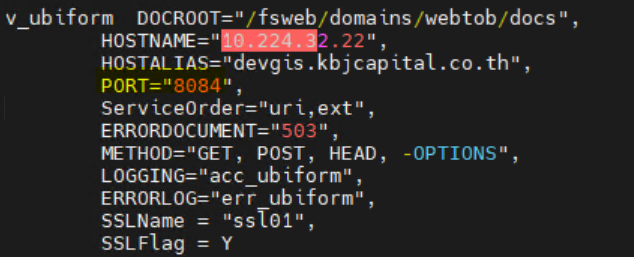 v_ubiform  DOCROOT="/fsweb/domains/webtob/docs",
HOSTNAME="10.224.32.22",
HOSTALIAS="devgis.kbjcapital.co.th",
PORT="8084",
ServiceOrder="uri,ext",
ERRORDOCUMENT="503",
METHOD="GET, POST, HEAD, -OPTIONS",
LOGGING="acc_ubiform",
ERRORLOG="err_ubiform",
SSLName = "ssl01",
SSLFlag = Y